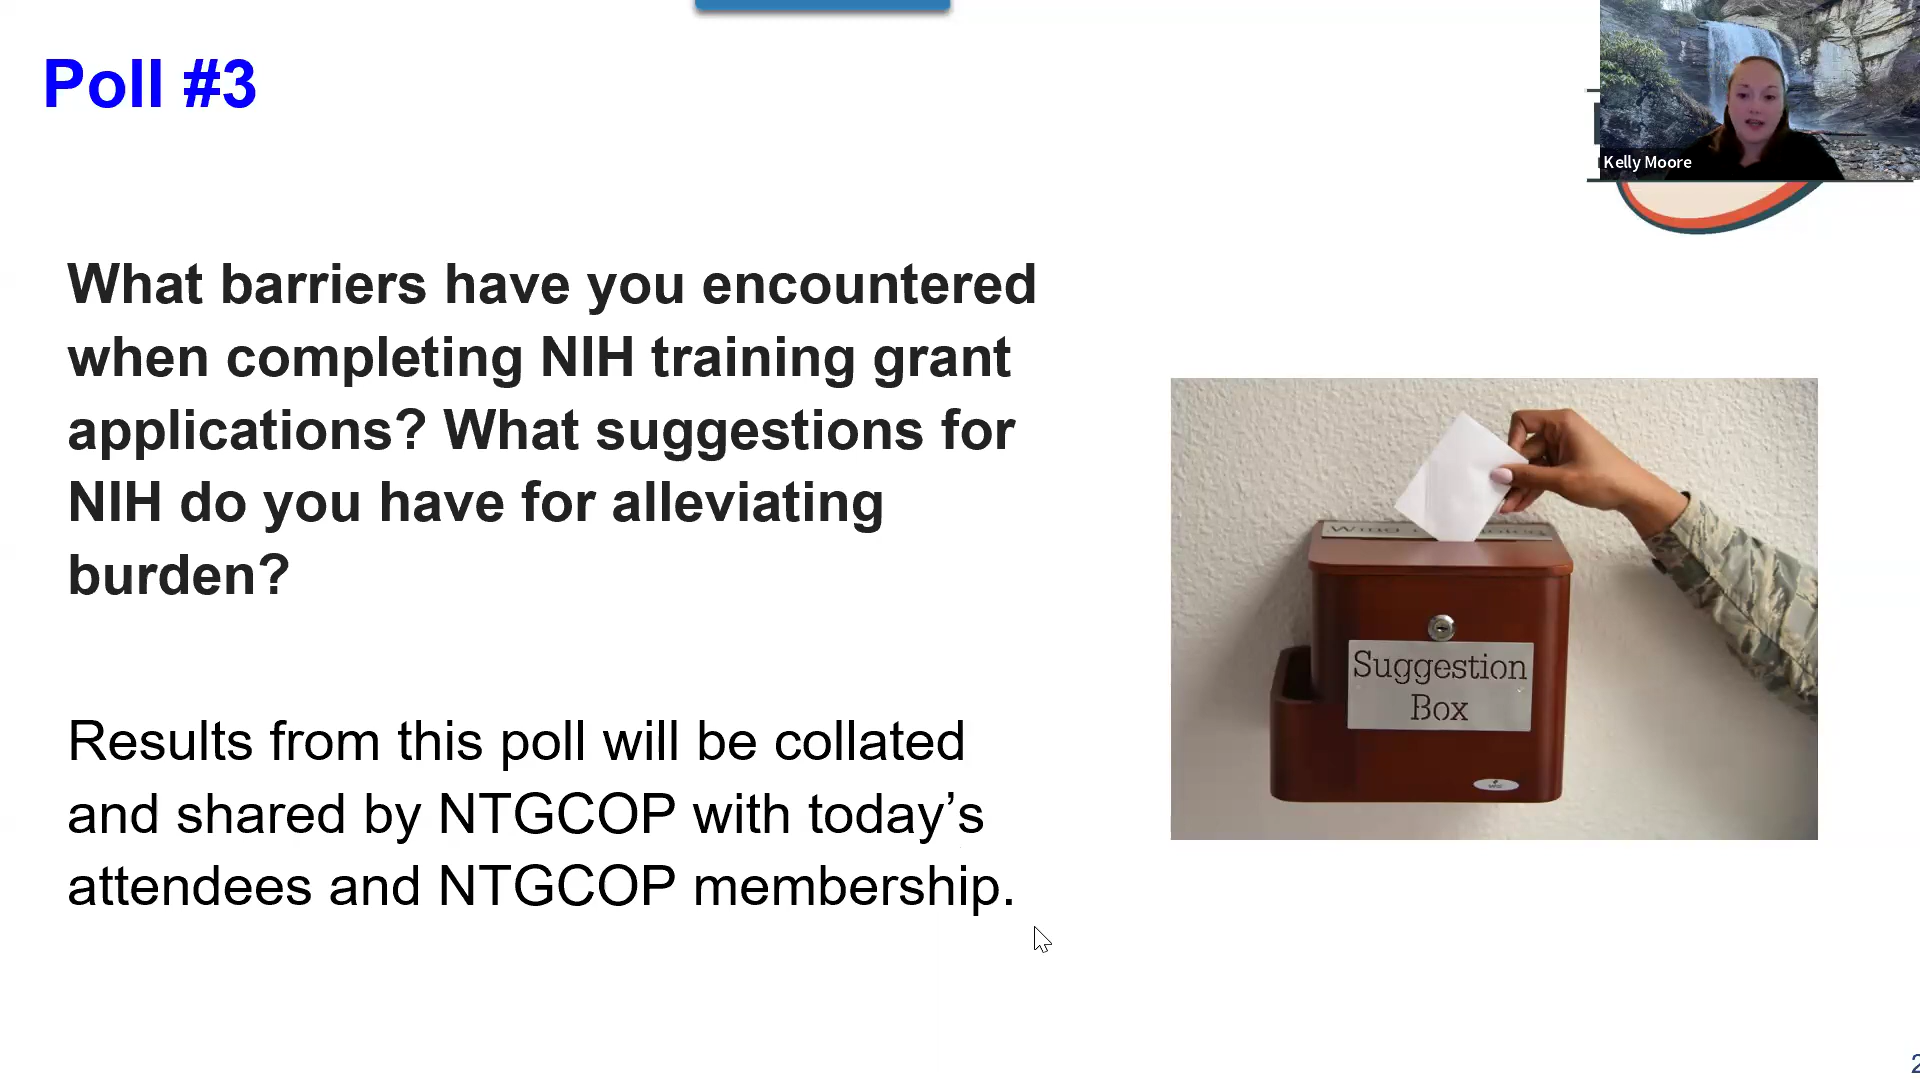 Poll #3
Kelly Moore
What barriers have you encountered
when completing NIH training grant
applications? What suggestions for
NIH do you have for alleviating
burden?
Results from this poll will be collated
and shared by NTGCOP with today’s
attendees and NTGCOP membership.
Suggestion
Box
2